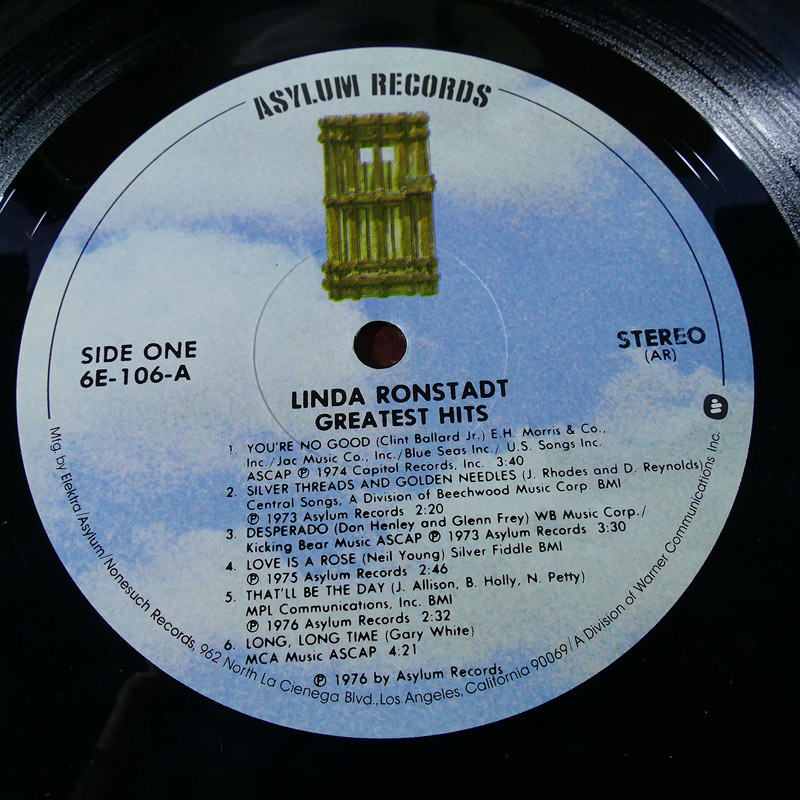 ASYLUM RECORDS
SIDE ONE
6E-106-A
STEREO
(AR)
LINDA RONSTADT
GREATEST HITS
1. YOU'RE NO GOOD (Clint Ballard Jr.) E.H. Morris & Co.,
Inc./Jac Music Co., Inc./Blue Seas Inc./ U.S. Songs Inc.
ASCAP ℗ 1974 Capitol Records, Inc. 3:40
2. SILVER THREADS AND GOLDEN NEEDLES (J. Rhodes and D. Reynolds)
Central Songs, A Division of Beechwood Music Corp. BMI
℗ 1973 Asylum Records 2:20
3. DESPERADO (Don Henley and Glenn Frey) WB Music Corp./
Kicking Bear Music ASCAP ℗ 1973 Asylum Records 3:30
4. LOVE IS A ROSE (Neil Young) Silver Fiddle BMI
℗ 1975 Asylum Records 2:46
5. THAT'LL BE THE DAY (J. Allison, B. Holly, N. Petty)
MPL Communications, Inc. BMI
℗ 1976 Asylum Records 2:32
6. LONG, LONG TIME (Gary White)
MCA Music ASCAP 4:21
℗ 1976 by Asylum Records
Mfg. by Elektra/Asylum/Nonesuch Records, 962 North La Cienega Blvd., Los Angeles, California 90069/A Division of Warner Communications Inc.